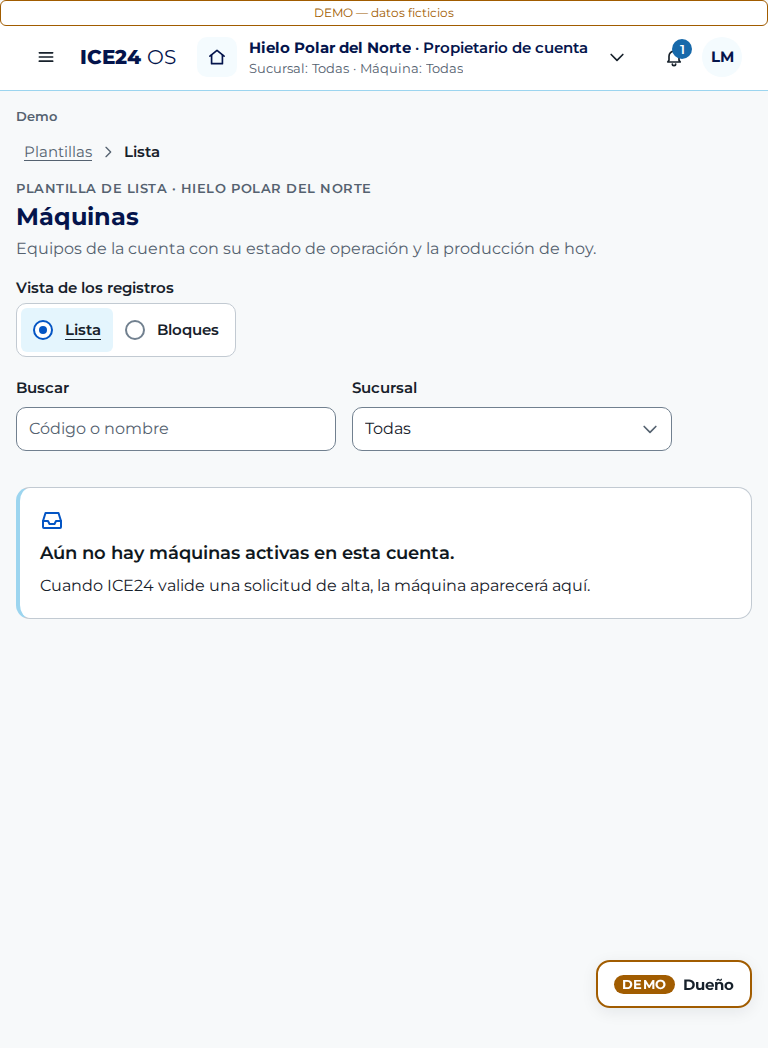 DEMO — datos ficticios
ICE24 OS
Hielo Polar del Norte · Propietario de cuenta
Sucursal: Todas · Máquina: Todas
1
LM
Demo
Plantillas > Lista
PLANTILLA DE LISTA · HIELO POLAR DEL NORTE
Máquinas
Equipos de la cuenta con su estado de operación y la producción de hoy.
Vista de los registros
Lista Bloques
Buscar Sucursal
Código o nombre Todas
Aún no hay máquinas activas en esta cuenta.
Cuando ICE24 valide una solicitud de alta, la máquina aparecerá aquí.
DEMO Dueño